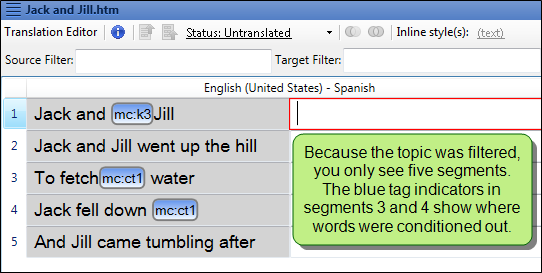 Jack and Jill.htm
Translation Editor Status: Untranslated Inline style(s): (text)
Source Filter: Target Filter:
English (United States) - Spanish
1 Jack and mc:k3 Jill
2 Jack and Jill went up the hill
3 To fetch mc:ct1 water
4 Jack fell down mc:ct1
5 And Jill came tumbling after
Because the topic was filtered,
you only see five segments.
The blue tag indicators in
segments 3 and 4 show where
words were conditioned out.